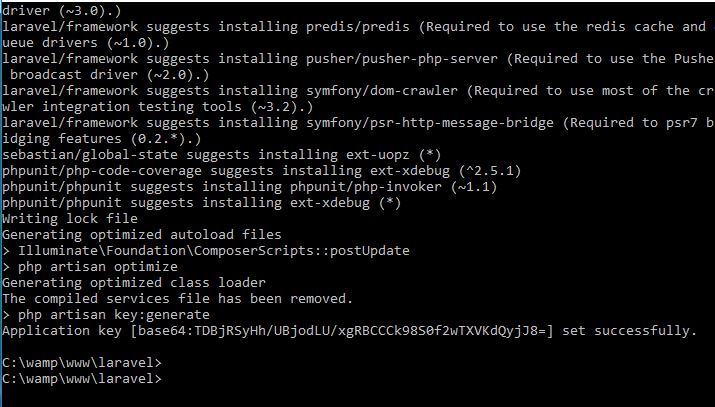 driver (~3.0).)
laravel/framework suggests installing predis/predis (Required to use the redis cache and
ueue drivers (~1.0).)
laravel/framework suggests installing pusher/pusher-php-server (Required to use the Pushe
 broadcast driver (~2.0).)
laravel/framework suggests installing symfony/dom-crawler (Required to use most of the cr
wler integration testing tools (~3.2).)
laravel/framework suggests installing symfony/psr-http-message-bridge (Required to psr7 b
idging features (0.2.*).)
sebastian/global-state suggests installing ext-uopz (*)
phpunit/php-code-coverage suggests installing ext-xdebug (^2.5.1)
phpunit/phpunit suggests installing phpunit/php-invoker (~1.1)
phpunit/phpunit suggests installing ext-xdebug (*)
Writing lock file
Generating optimized autoload files
> Illuminate\Foundation\ComposerScripts::postUpdate
> php artisan optimize
Generating optimized class loader
The compiled services file has been removed.
> php artisan key:generate
Application key [base64:TDBjRSyHh/UBjodLU/xgRBCCCk98S0f2wTXVKdQyjJ8=] set successfully.
C:\wamp\www\laravel>
C:\wamp\www\laravel>